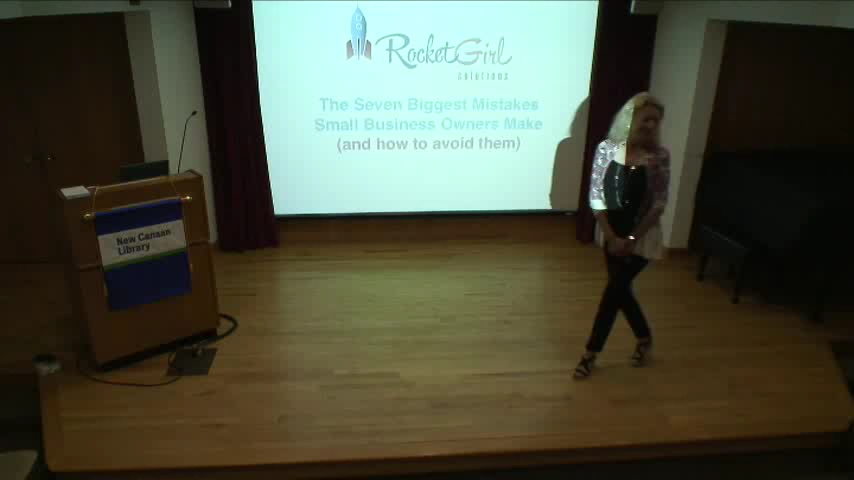 RocketGirl
solutions
The Seven Biggest Mistakes
Small Business Owners Make
(and how to avoid them)
New Canaan
Library